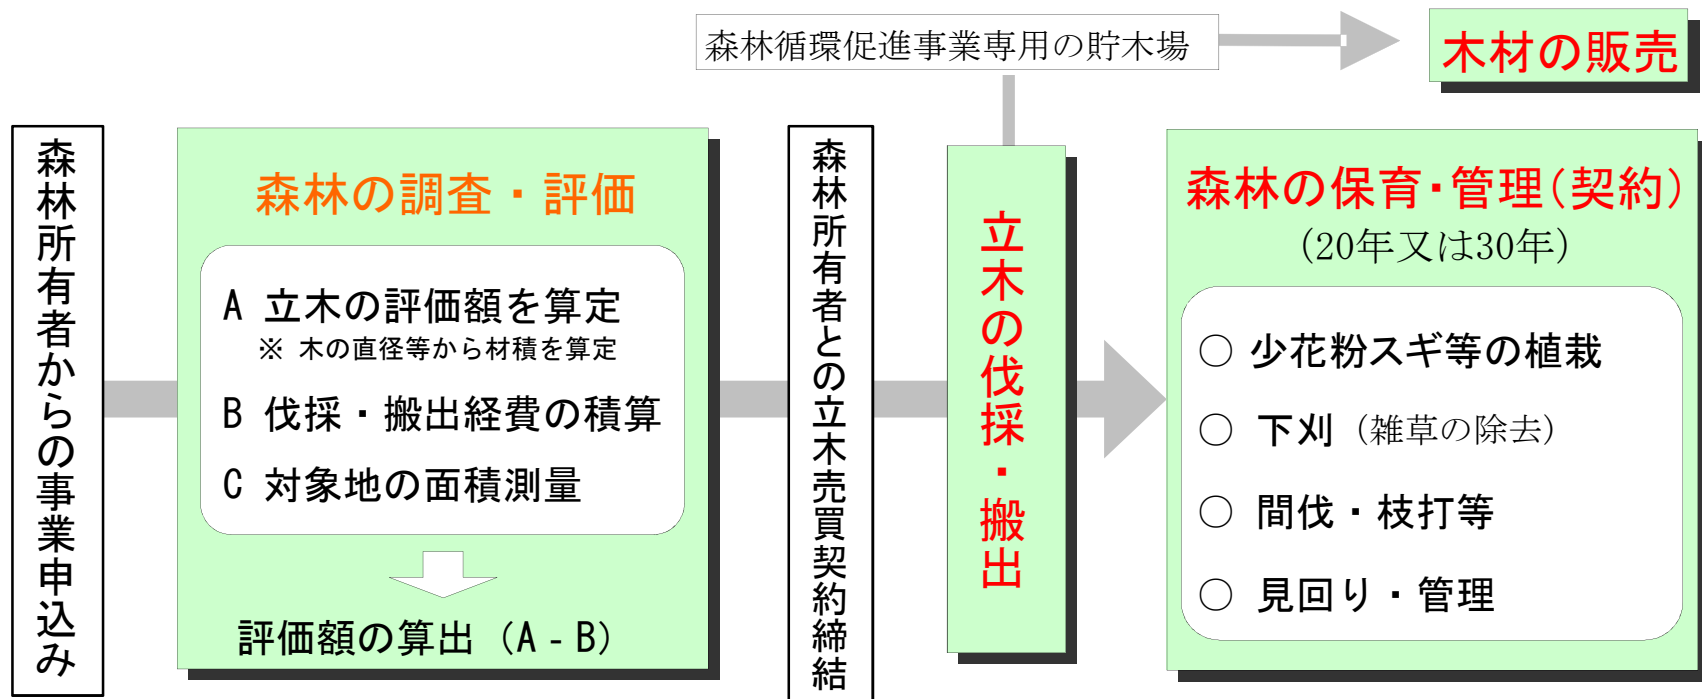 森林循環促進事業専用の貯木場
木材の販売
森林所有者からの事業申込み
森林の調査・評価
A 立木の評価額を算定
※ 木の直径等から材積を算定
B 伐採・搬出経費の積算
C 対象地の面積測量
評価額の算出（A - B）
森林所有者との立木売買契約締結
立木の伐採・搬出
森林の保育・管理(契約)
（20年又は30年）
○ 少花粉スギ等の植栽
○ 下刈（雑草の除去）
○ 間伐・枝打等
○ 見回り・管理